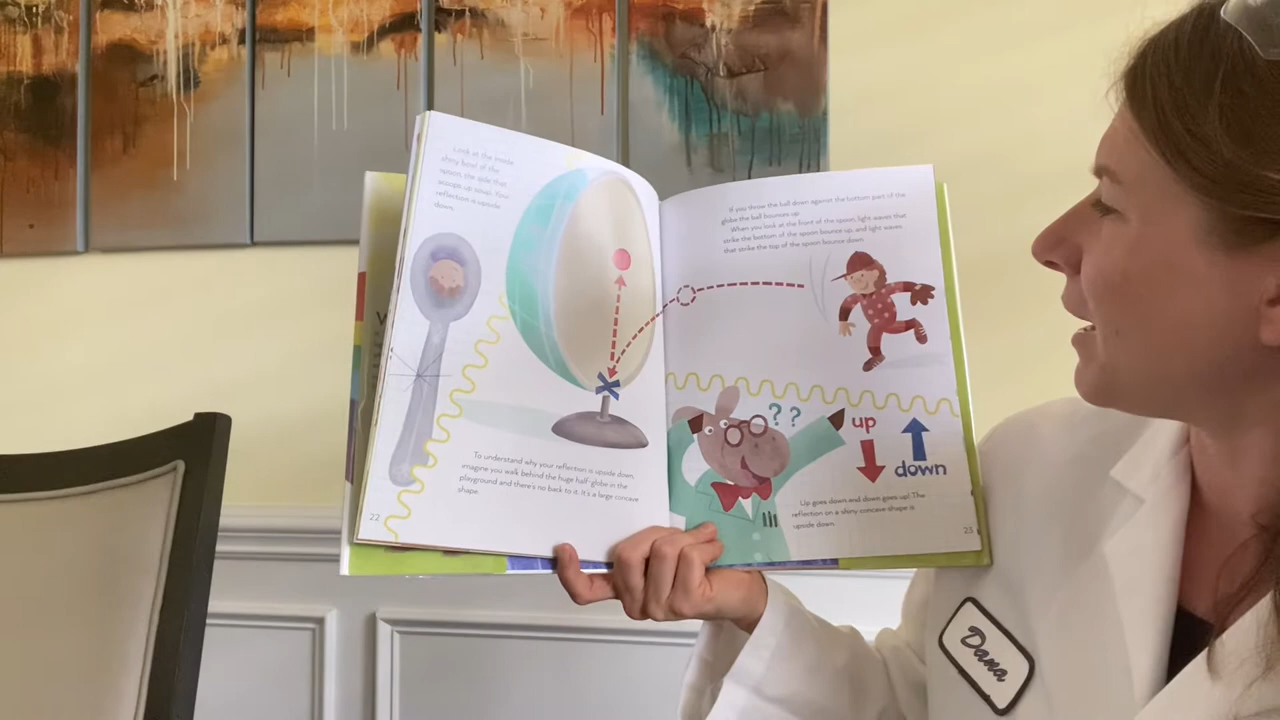 Look at the inside
shiny bowl of the
spoon, the side that
scoops up soup. Your
reflection is upside
down.
To understand why your reflection is upside down,
imagine you walk behind the huge half-globe in the
playground and there's no back to it. It's a large concave
shape.
22
If you throw the ball down against the bottom part of the
globe the ball bounces up.
When you look at the front of the spoon, light waves that
strike the bottom of the spoon bounce up, and light waves
that strike the top of the spoon bounce down.
??
up
down
Up goes down and down goes up! The
reflection on a shiny concave shape is
upside down.
23
Dana